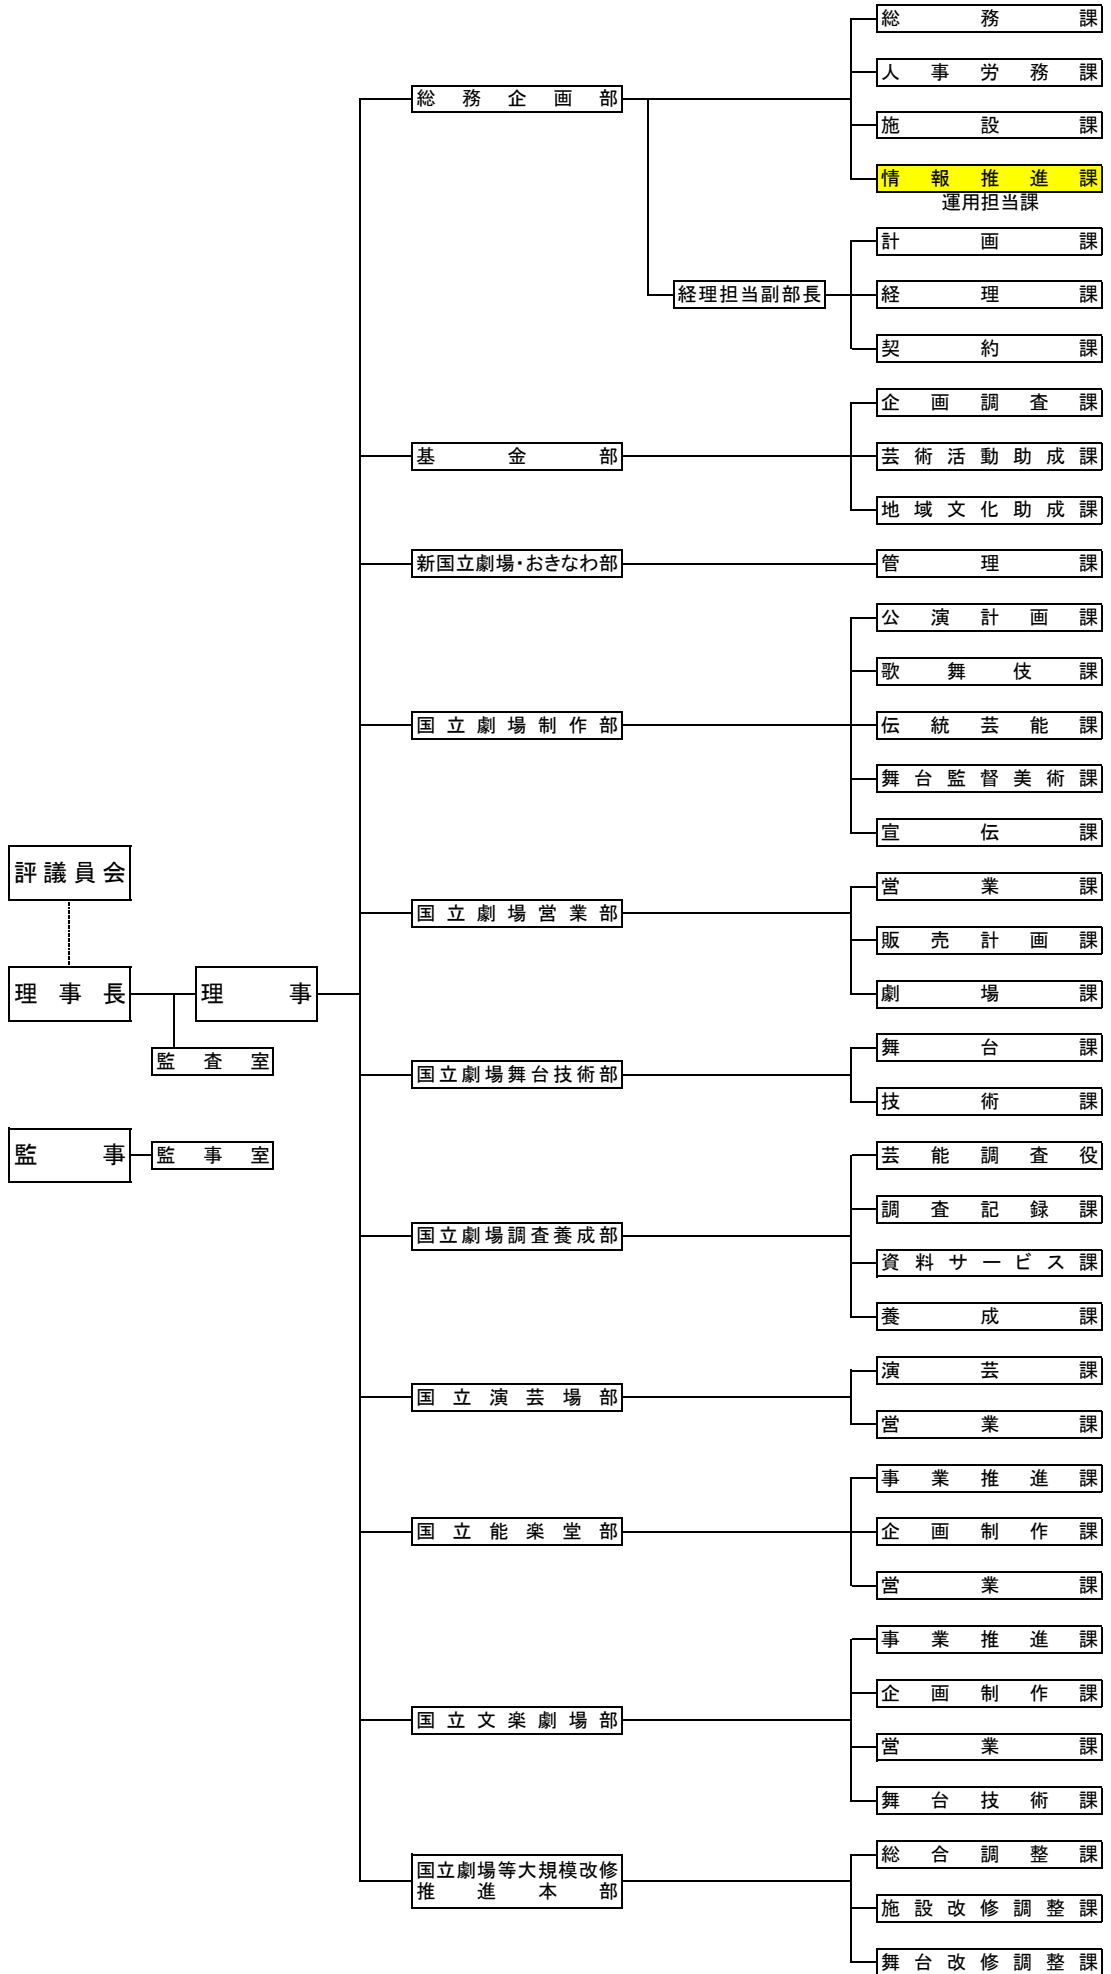 評議員会
理事長
理事
監査室
監事
監事室
総務企画部
総務課
人事労務課
施設課
情報推進課
運用担当課
経理担当副部長
計画課
経理課
契約課
基金部
企画調査課
芸術活動助成課
地域文化助成課
新国立劇場・おきなわ部
管理課
国立劇場制作部
公演計画課
歌舞伎課
伝統芸能課
舞台監督美術課
宣伝課
国立劇場営業部
営業課
販売計画課
劇場課
国立劇場舞台技術部
舞台課
技術課
国立劇場調査養成部
芸能調査役
調査記録課
資料サービス課
養成課
国立演芸場部
演芸課
営業課
国立能楽堂部
事業推進課
企画制作課
営業課
国立文楽劇場部
事業推進課
企画制作課
営業課
舞台技術課
国立劇場等大規模改修
推進本部
総合調整課
施設改修調整課
舞台改修調整課